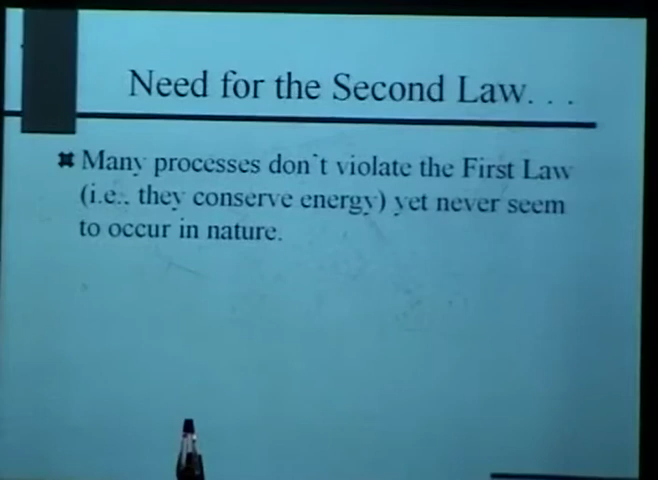 Need for the Second Law. . .
Many processes don't violate the First Law
(i.e., they conserve energy) yet never seem
to occur in nature.